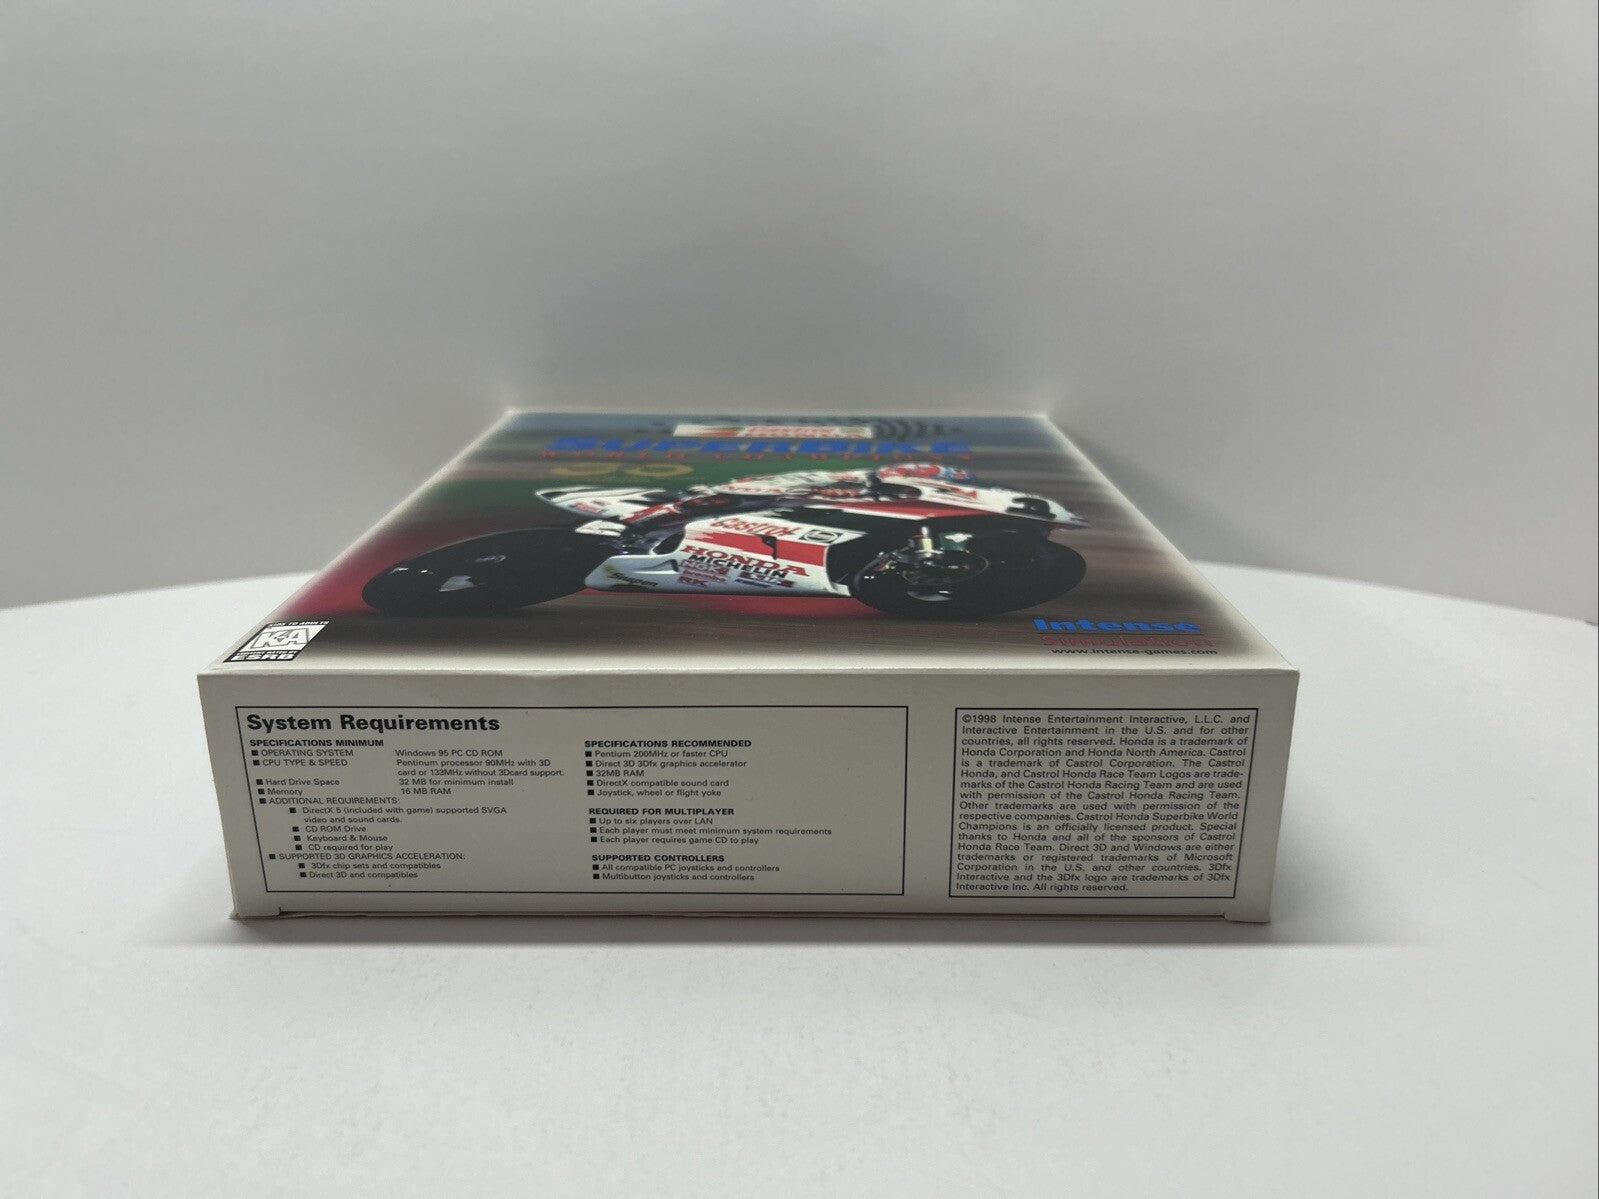 SUPERBIKE
WORLD CHAMPIONS
Castrol
HONDA
MICHELIN
RK
KIDS TO ADULTS
K-A
ESRB
Intense
www.intense-games.com
System Requirements
SPECIFICATIONS MINIMUM
■ OPERATING SYSTEM Windows 95 PC CD ROM
■ CPU TYPE & SPEED Pentinum processor 90MHz with 3D
card or 133MHz without 3Dcard support.
■ Hard Drive Space 32 MB for minimum install
■ Memory 16 MB RAM
■ ADDITIONAL REQUIREMENTS:
■ DirectX 5 (included with game) supported SVGA
video and sound cards.
■ CD ROM Drive
■ Keyboard & Mouse
■ CD required for play
■ SUPPORTED 3D GRAPHICS ACCELERATION:
■ 3Dfx chip sets and compatibles
■ Direct 3D and compatibles
SPECIFICATIONS RECOMMENDED
■ Pentium 200MHz or faster CPU
■ Direct 3D 3Dfx graphics accelerator
■ 32MB RAM
■ DirectX compatible sound card
■ Joystick, wheel or flight yoke
REQUIRED FOR MULTIPLAYER
■ Up to six players over LAN
■ Each player must meet minimum system requirements
■ Each player requires game CD to play
SUPPORTED CONTROLLERS
■ All compatible PC joysticks and controllers
■ Multibutton joysticks and controllers
©1998 Intense Entertainment Interactive, L.L.C. and
Interactive Entertainment in the U.S. and for other
countries, all rights reserved. Honda is a trademark of
Honda Corporation and Honda North America. Castrol
is a trademark of Castrol Corporation. The Castrol
Honda, and Castrol Honda Race Team Logos are trade-
marks of the Castrol Honda Racing Team and are used
with permission of the Castrol Honda Racing Team.
Other trademarks are used with permission of the
respective companies. Castrol Honda Superbike World
Champions is an officially licensed product. Special
thanks to Honda and all of the sponsors of Castrol
Honda Race Team. Direct 3D and Windows are either
trademarks or registered trademarks of Microsoft
Corporation in the U.S. and other countries. 3Dfx
Interactive and the 3Dfx logo are trademarks of 3Dfx
Interactive Inc. All rights reserved.